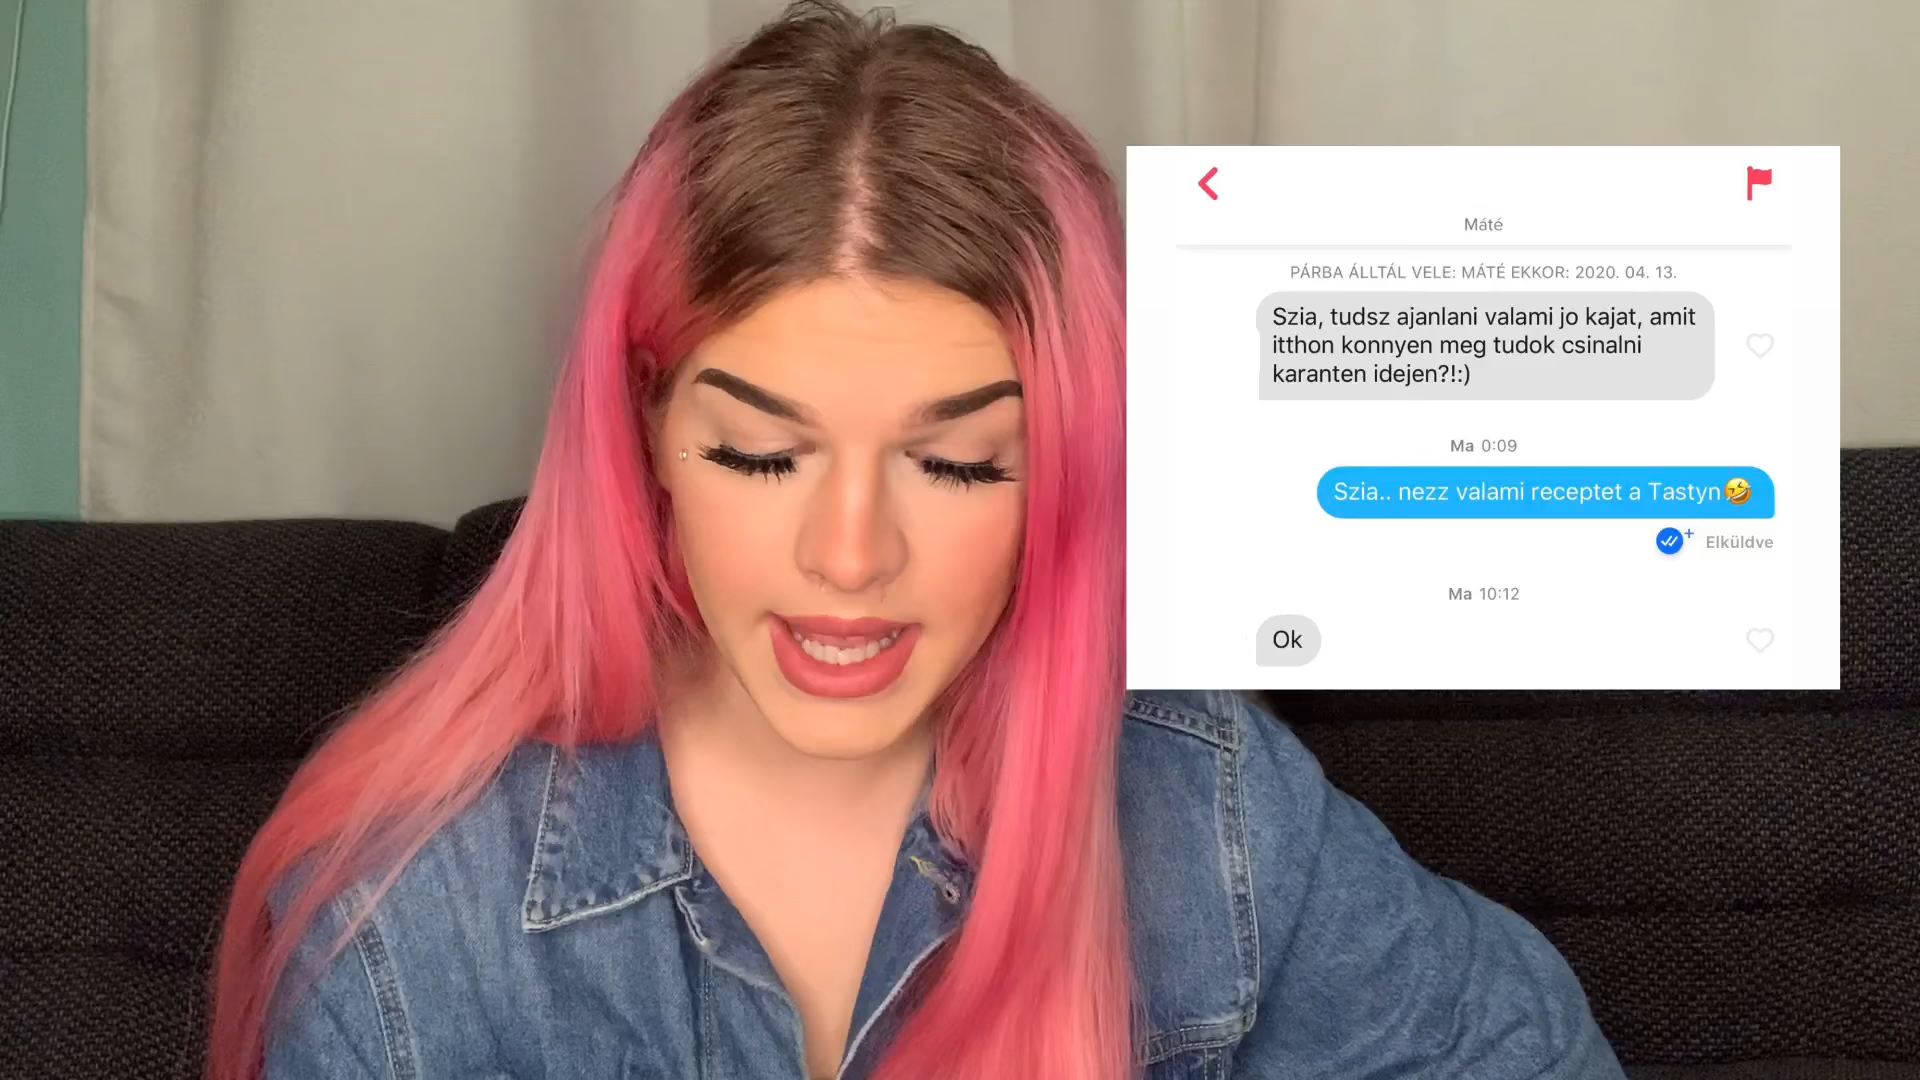 Máté
PÁRBA ÁLLTÁL VELE: MÁTÉ EKKOR: 2020. 04. 13.
Szia, tudsz ajanlani valami jo kajat, amit
itthon konnyen meg tudok csinalni
karanten idejen?!:)
Ma 0:09
Szia.. nezz valami receptet a Tastyn🤣
Elküldve
Ma 10:12
Ok